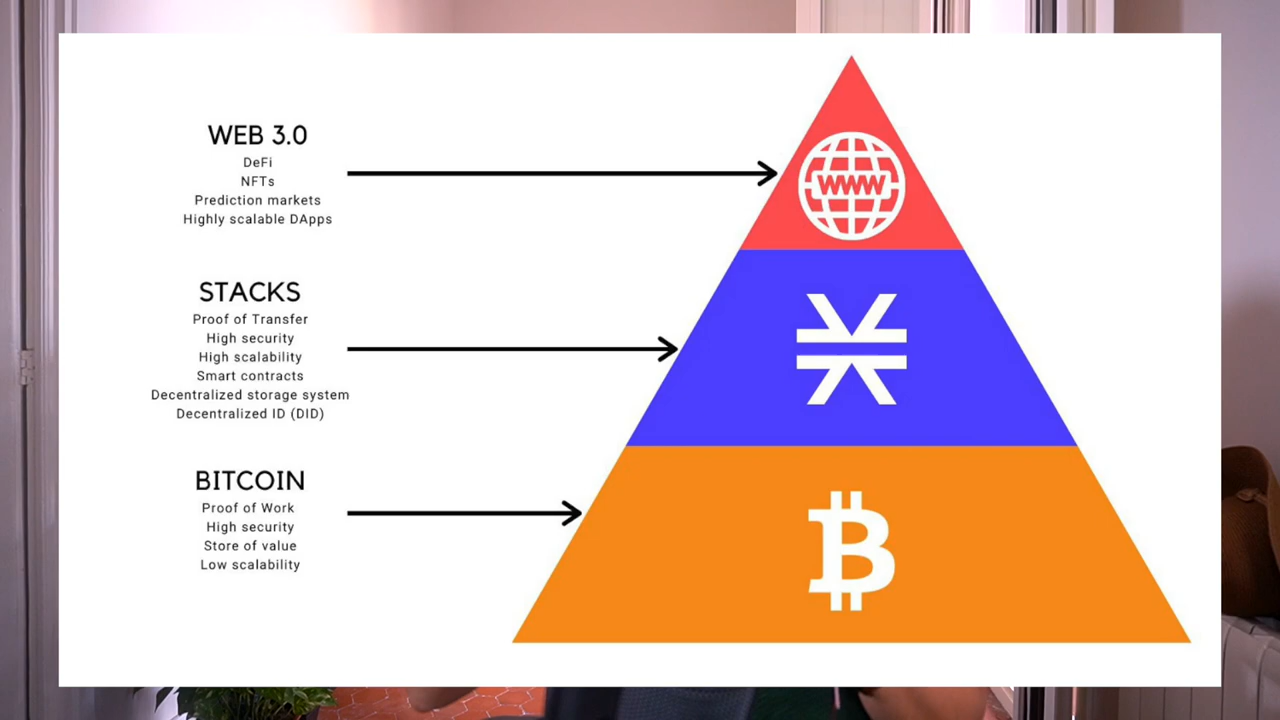 WEB 3.0
DeFi
NFTs
Prediction markets
Highly scalable DApps
WWW
STACKS
Proof of Transfer
High security
High scalability
Smart contracts
Decentralized storage system
Decentralized ID (DID)
BITCOIN
Proof of Work
High security
Store of value
Low scalability